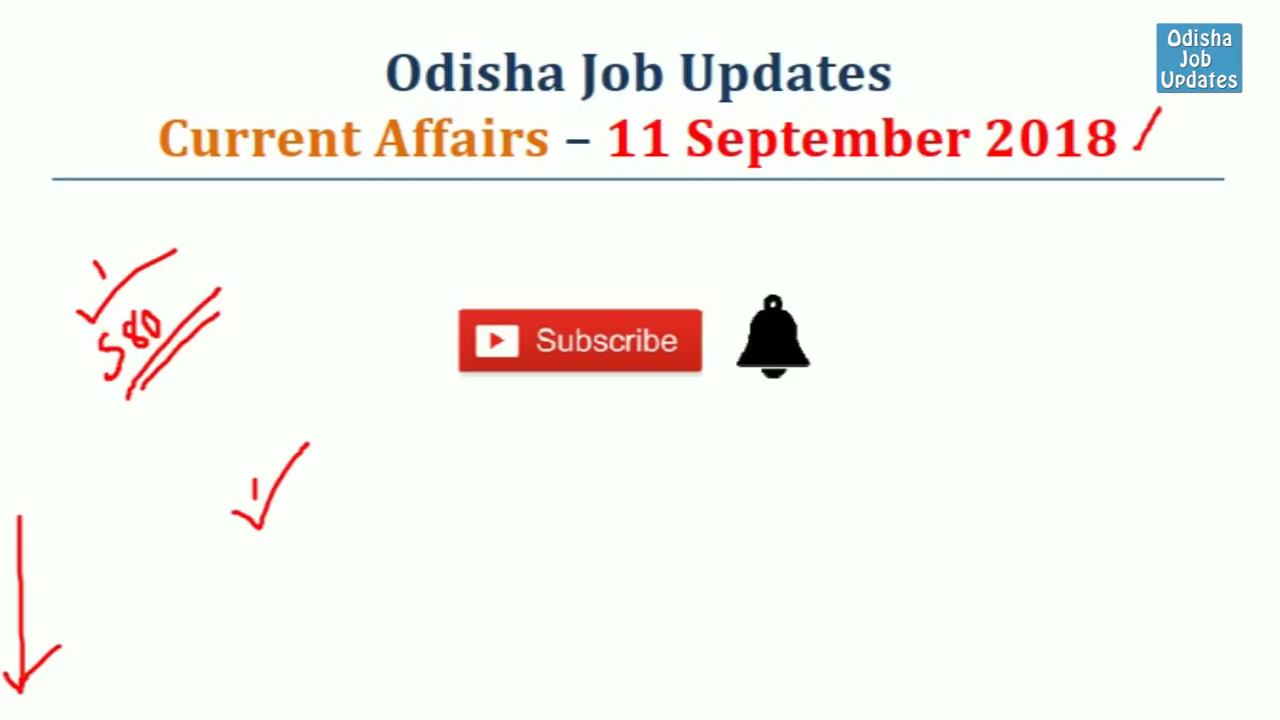 Odisha Job Updates
Current Affairs – 11 September 2018
Odisha
Job
Updates
580
Subscribe